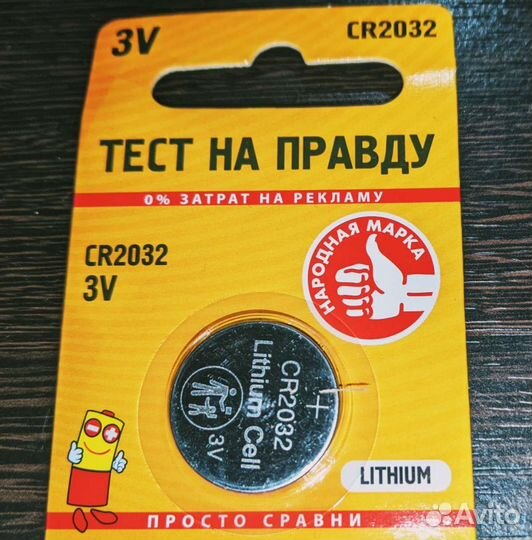 3V CR2032
ТЕСТ НА ПРАВДУ
0% ЗАТРАТ НА РЕКЛАМУ
CR2032
3V
НАРОДНАЯ МАРКА
+
CR2032
Lithium Cell
3V
LITHIUM
ПРОСТО СРАВНИ
Avito